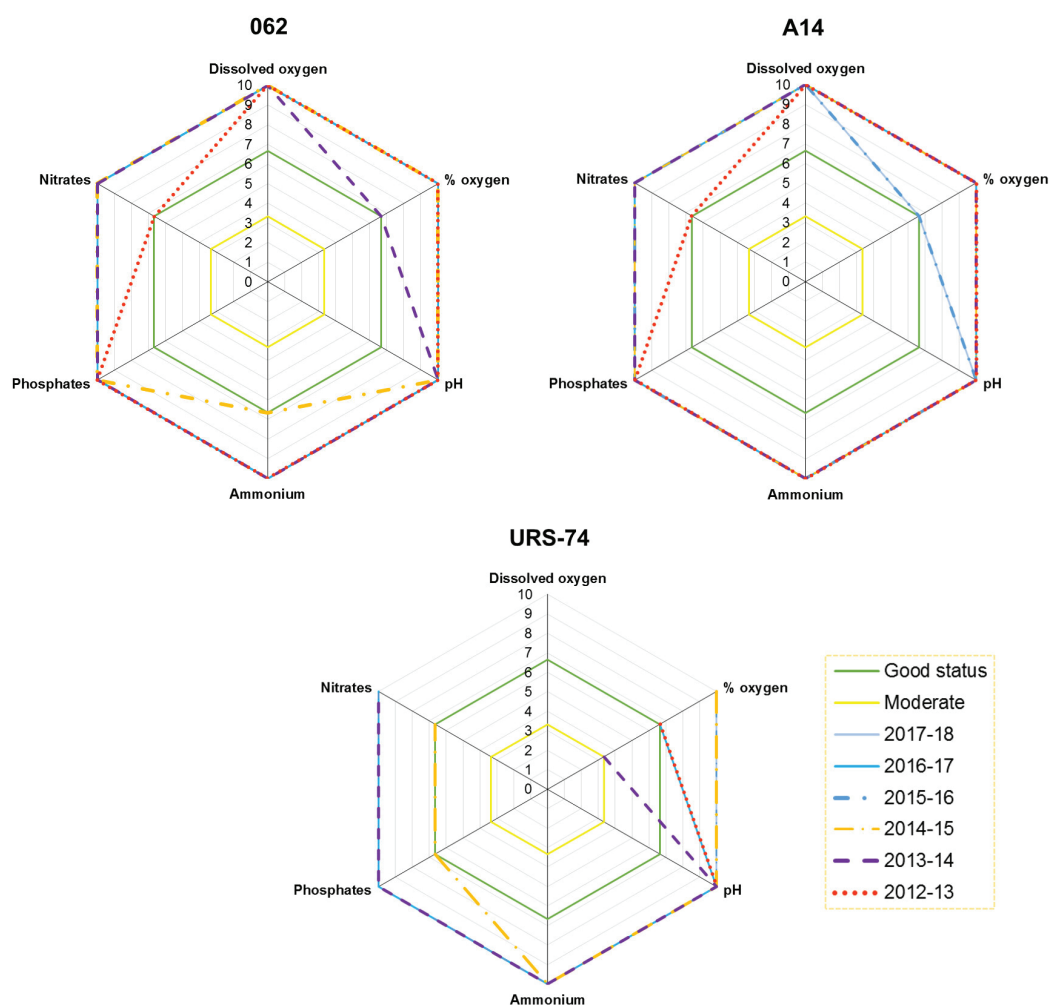 062
Dissolved oxygen
10
9
8
7
6
5
4
3
2
1
0
% oxygen
pH
Ammonium
Phosphates
Nitrates
A14
Dissolved oxygen
10
9
8
7
6
5
4
3
2
1
0
% oxygen
pH
Ammonium
Phosphates
Nitrates
URS-74
Dissolved oxygen
10
9
8
7
6
5
4
3
2
1
0
% oxygen
pH
Ammonium
Phosphates
Nitrates
Good status
Moderate
2017-18
2016-17
2015-16
2014-15
2013-14
2012-13